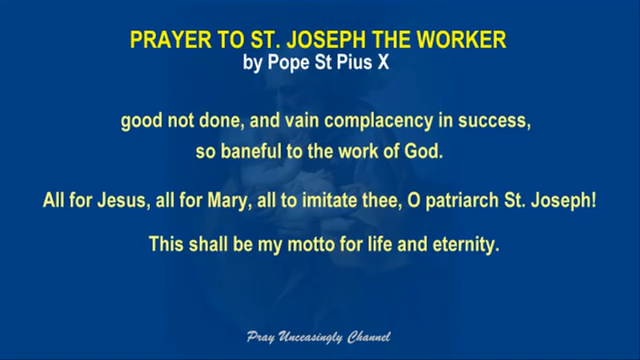 PRAYER TO ST. JOSEPH THE WORKER
by Pope St Pius X
good not done, and vain complacency in success,
so baneful to the work of God.
All for Jesus, all for Mary, all to imitate thee, O patriarch St. Joseph!
This shall be my motto for life and eternity.
Pray Unceasingly Channel